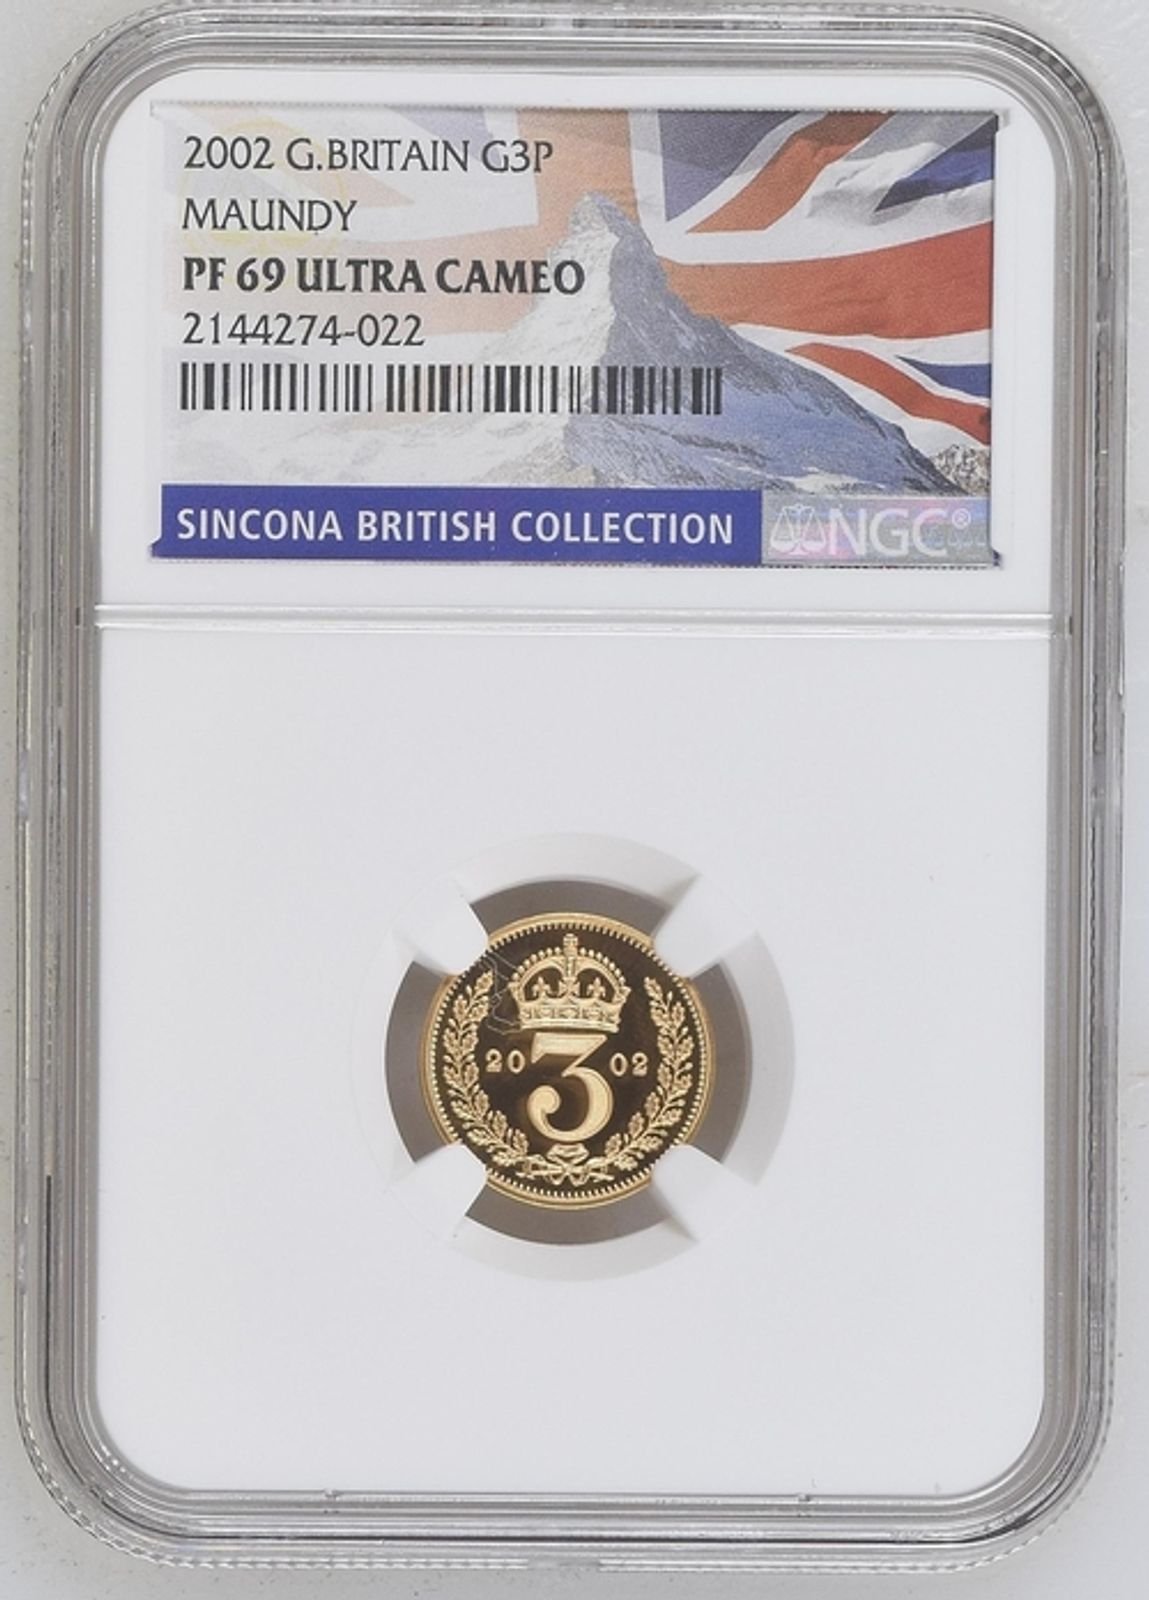 2002 G.BRITAIN G3P
MAUNDY
PF 69 ULTRA CAMEO
2144274-022
SINCONA BRITISH COLLECTION
NGC®
20 3 02